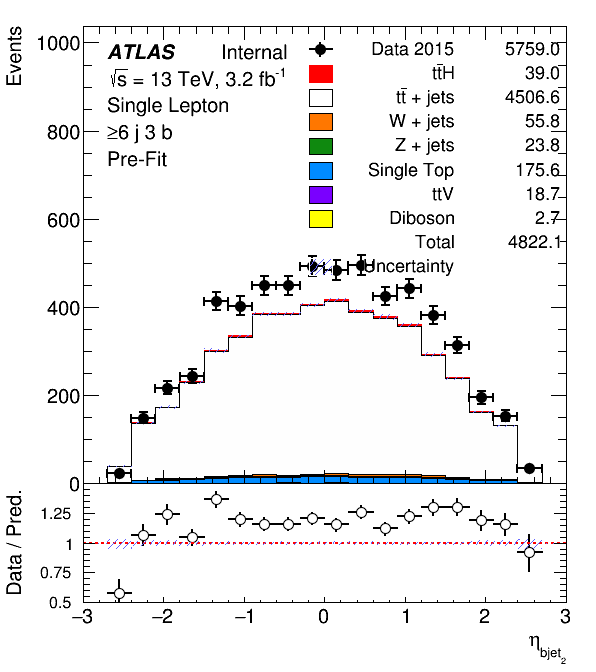 Events
1000
800
600
400
200
0
ATLAS Internal
√s = 13 TeV, 3.2 fb⁻¹
Single Lepton
≥6 j 3 b
Pre-Fit
Data 2015 5759.0
tt̄H 39.0
tt̄ + jets 4506.6
W + jets 55.8
Z + jets 23.8
Single Top 175.6
ttV 18.7
Diboson 2.7
Total 4822.1
Uncertainty
Data / Pred.
1.25
1
0.75
0.5
−3 −2 −1 0 1 2 3
η_bjet₂